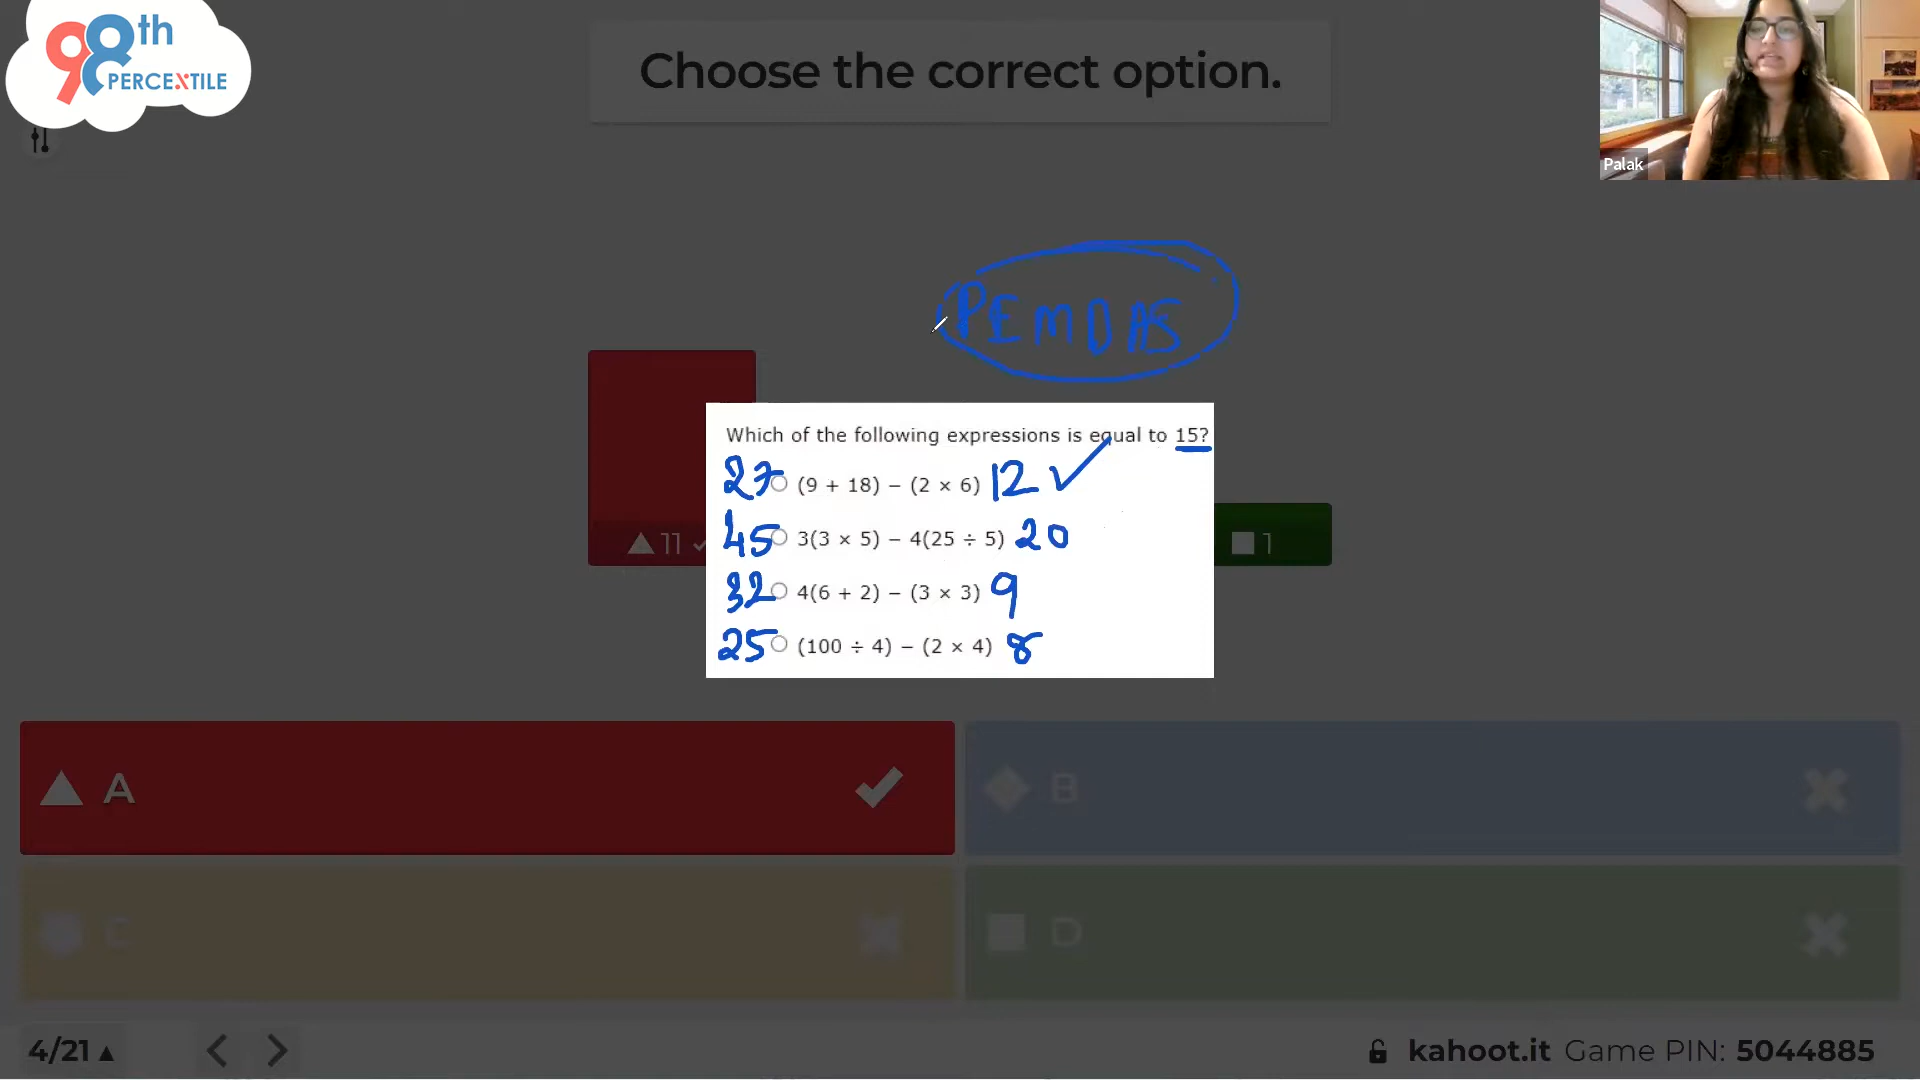 98th
PERCENTILE
Choose the correct option.
Palak
PEMDAS
Which of the following expressions is equal to 15?
27 (9 + 18) − (2 × 6) 12 ✓
45 3(3 × 5) − 4(25 ÷ 5) 20
32 4(6 + 2) − (3 × 3) 9
25 (100 ÷ 4) − (2 × 4) 8
11
1
A
B
C
D
4/21
kahoot.it Game PIN: 5044885